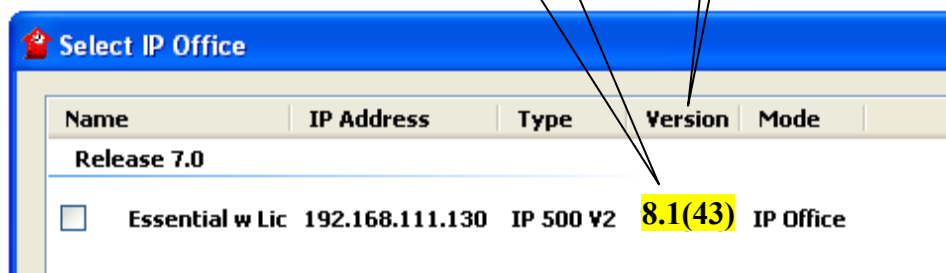 Select IP Office
Name IP Address Type Version Mode
Release 7.0
Essential w Lic 192.168.111.130 IP 500 V2 8.1(43) IP Office